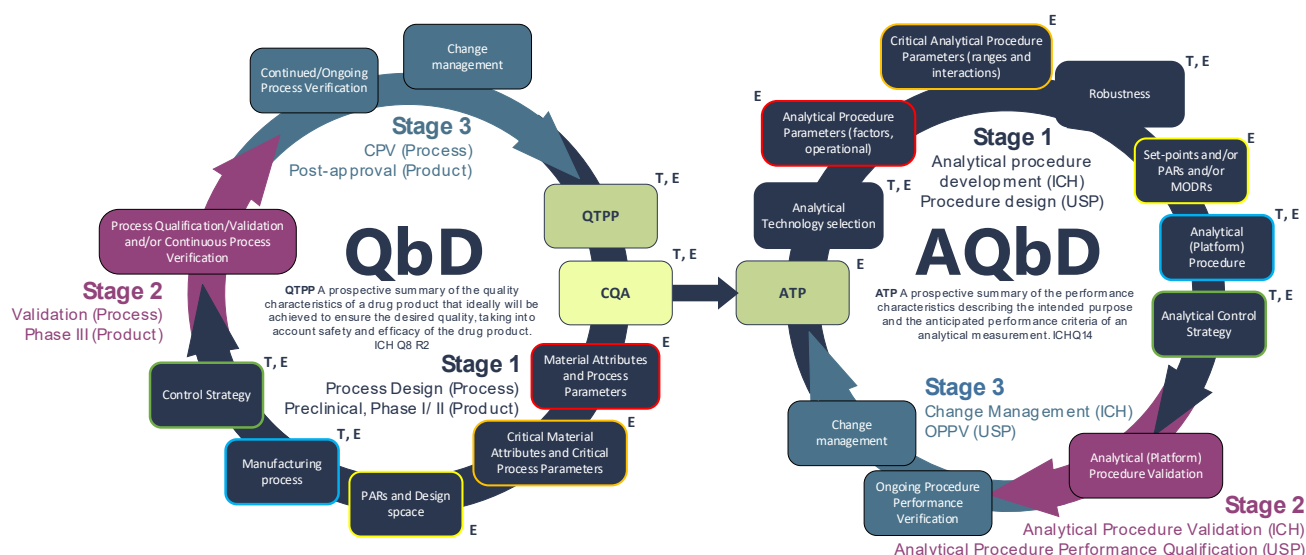 Change
management
Continued/Ongoing
Process Verification
Stage 3
CPV (Process)
Post-approval (Product)
T, E
QTPP
Process Qualification/Validation
and/or Continuous Process
Verification
QbD
QTPP A prospective summary of the quality
characteristics of a drug product that ideally will be
achieved to ensure the desired quality, taking into
account safety and efficacy of the drug product.
ICH Q8 R2
T, E
CQA
Stage 2
Validation (Process)
Phase III (Product)
Stage 1
Process Design (Process)
Preclinical, Phase I/ II (Product)
E
Material Attributes
and Process
Parameters
T, E
Control Strategy
E
Critical Material
Attributes and Critical
Process Parameters
T, E
Manufacturing
process
PARs and Design
spcace
E
E
Critical Analytical Procedure
Parameters (ranges and
interactions)
T, E
Robustness
E
Analytical Procedure
Parameters (factors,
operational)
Stage 1
Analytical procedure
development (ICH)
Procedure design (USP)
E
Set-points and/or
PARs and/or
MODRs
T, E
Analytical
Technology selection
T, E
Analytical
(Platform)
Procedure
AQbD
ATP A prospective summary of the performance
characteristics describing the intended purpose
and the anticipated performance criteria of an
analytical measurement. ICHQ14
E
ATP
T, E
Analytical Control
Strategy
Stage 3
Change Management (ICH)
OPPV (USP)
Change
management
Analytical (Platform)
Procedure Validation
Ongoing Procedure
Performance
Verification
Stage 2
Analytical Procedure Validation (ICH)
Analytical Procedure Performance Qualification (USP)